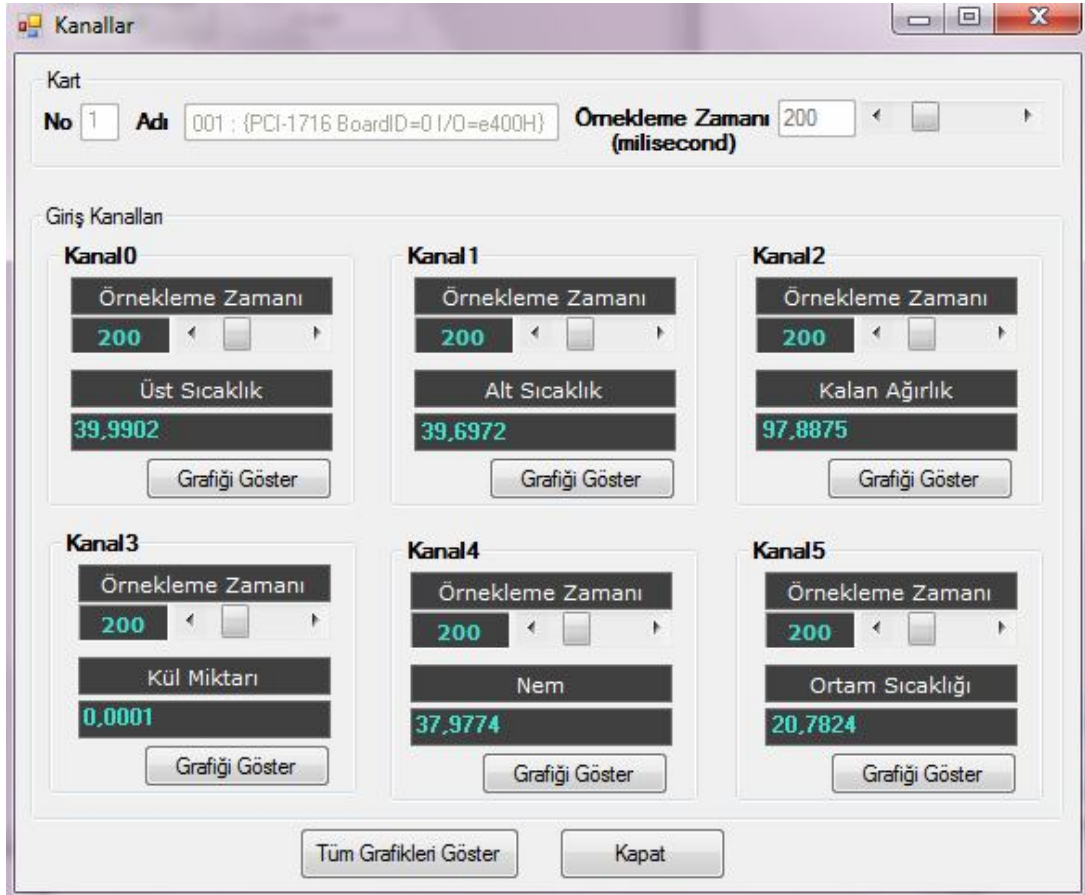 Kanallar
Kart
No 1 Adı 001 : {PCI-1716 BoardID=0 I/O=e400H} Örnekleme Zamanı 200
(milisecond)
Giriş Kanalları
Kanal0 Kanal1 Kanal2
Örnekleme Zamanı Örnekleme Zamanı Örnekleme Zamanı
200 200 200
Üst Sıcaklık Alt Sıcaklık Kalan Ağırlık
39,9902 39,6972 97,8875
Grafiği Göster Grafiği Göster Grafiği Göster
Kanal3 Kanal4 Kanal5
Örnekleme Zamanı Örnekleme Zamanı Örnekleme Zamanı
200 200 200
Kül Miktarı Nem Ortam Sıcaklığı
0,0001 37,9774 20,7824
Grafiği Göster Grafiği Göster Grafiği Göster
Tüm Grafikleri Göster Kapat